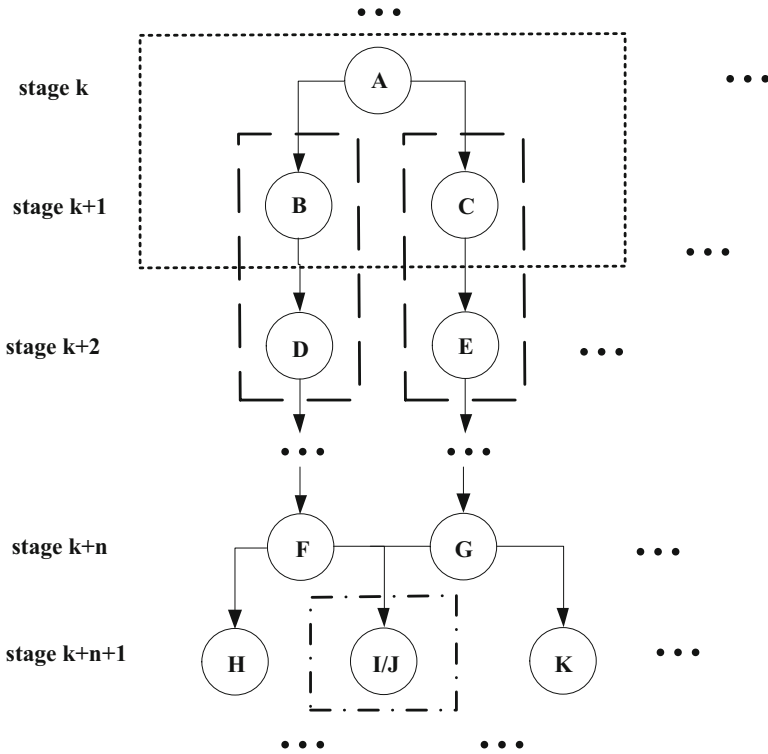 ...
stage k
A
...
stage k+1
B
C
...
stage k+2
D
E
...
...
...
stage k+n
F
G
...
stage k+n+1
H
I/J
K
...
...
...